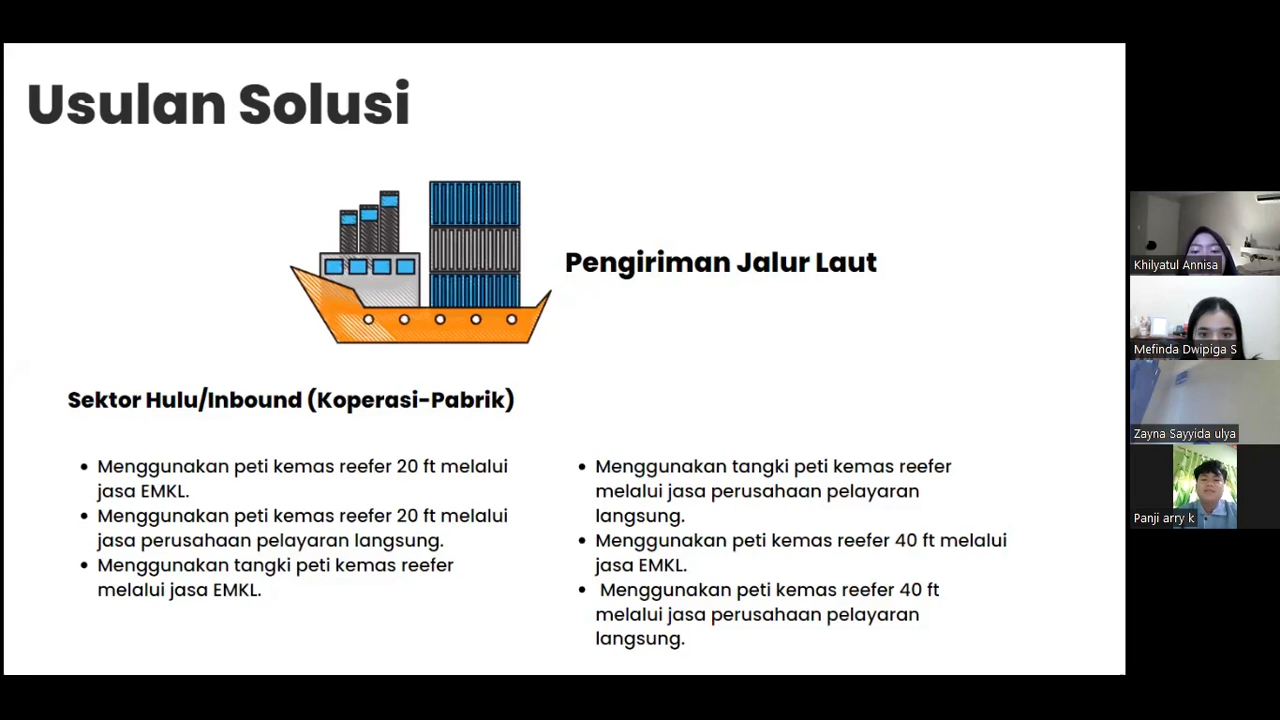 Usulan Solusi
Pengiriman Jalur Laut
Sektor Hulu/Inbound (Koperasi-Pabrik)
• Menggunakan peti kemas reefer 20 ft melalui
jasa EMKL.
• Menggunakan peti kemas reefer 20 ft melalui
jasa perusahaan pelayaran langsung.
• Menggunakan tangki peti kemas reefer
melalui jasa EMKL.
• Menggunakan tangki peti kemas reefer
melalui jasa perusahaan pelayaran
langsung.
• Menggunakan peti kemas reefer 40 ft melalui
jasa EMKL.
• Menggunakan peti kemas reefer 40 ft
melalui jasa perusahaan pelayaran
langsung.
Khilyatul Annisa
Mefinda Dwipiga S
Zayna Sayyida ulya
Panji arry k